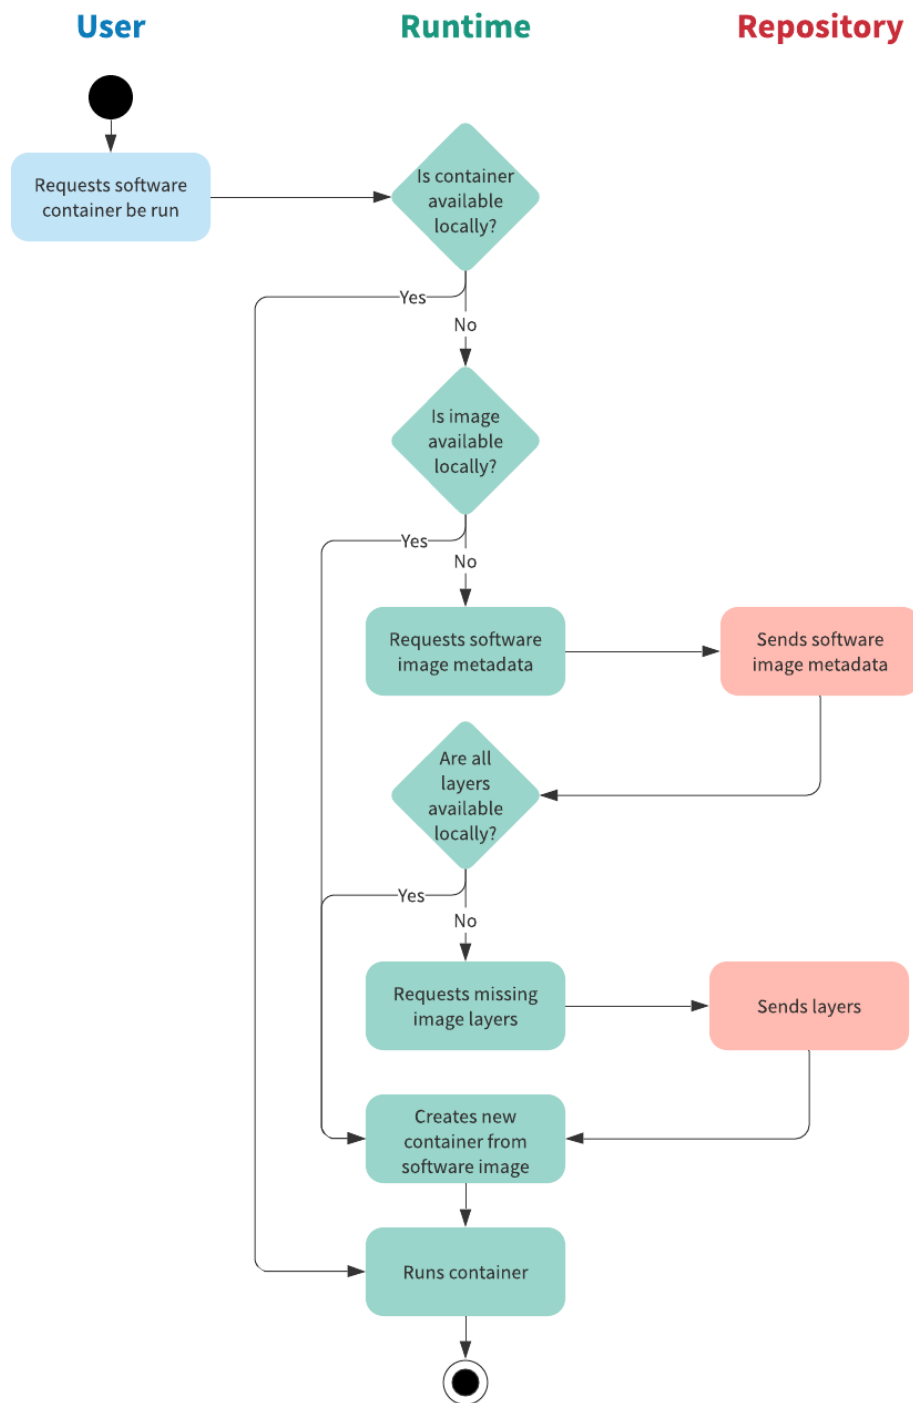 User
Runtime
Repository
Requests software
container be run
Is container
available
locally?
Yes
No
Is image
available
locally?
Yes
No
Requests software
image metadata
Sends software
image metadata
Are all
layers
available
locally?
Yes
No
Requests missing
image layers
Sends layers
Creates new
container from
software image
Runs container